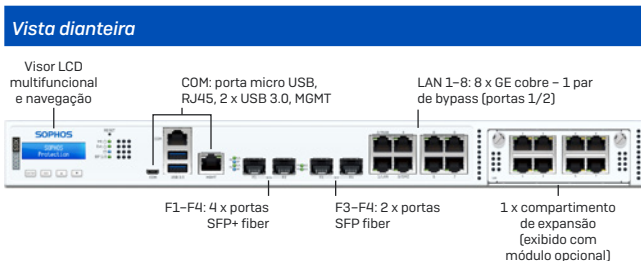 Vista dianteira
Visor LCD
multifuncional
e navegação
COM: porta micro USB,
RJ45, 2 x USB 3.0, MGMT
LAN 1–8: 8 x GE cobre – 1 par
de bypass (portas 1/2)
SOPHOS
SOPHOS
Protection
F1–F4: 4 x portas
SFP+ fiber
F3–F4: 2 x portas
SFP fiber
1 x compartimento
de expansão
(exibido com
módulo opcional)